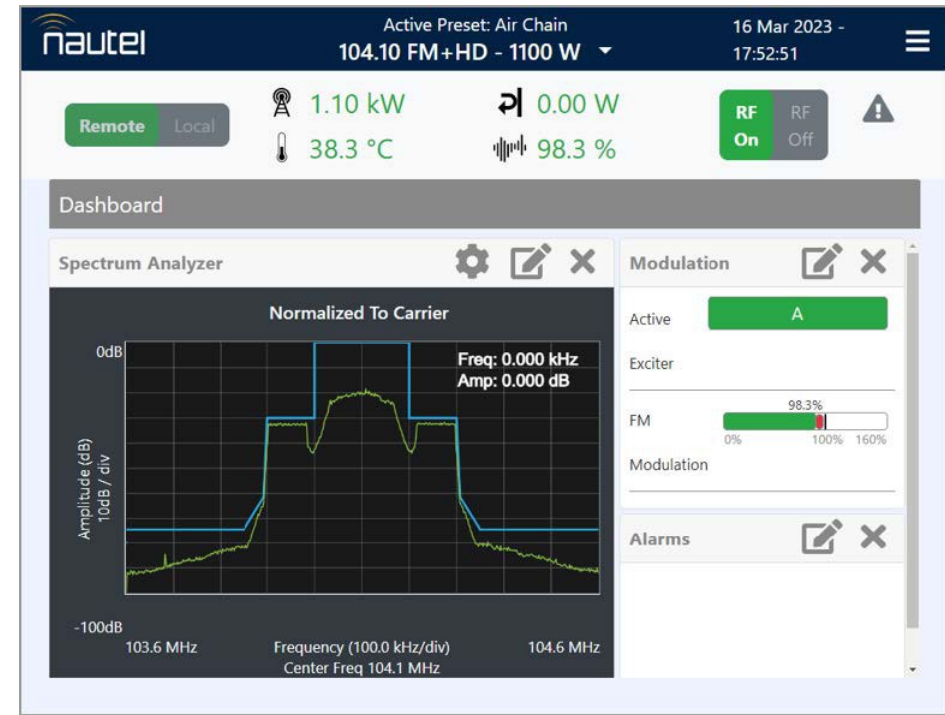 nautel
Active Preset: Air Chain
104.10 FM+HD - 1100 W
16 Mar 2023 -
17:52:51
Remote Local
1.10 kW
0.00 W
38.3 °C
98.3 %
RF On
RF Off
Dashboard
Spectrum Analyzer
Normalized To Carrier
0dB
Freq: 0.000 kHz
Amp: 0.000 dB
Amplitude (dB)
10dB / div
-100dB
103.6 MHz
Frequency (100.0 kHz/div)
104.6 MHz
Center Freq 104.1 MHz
Modulation
Active
A
Exciter
98.3%
FM
0% 100% 160%
Modulation
Alarms